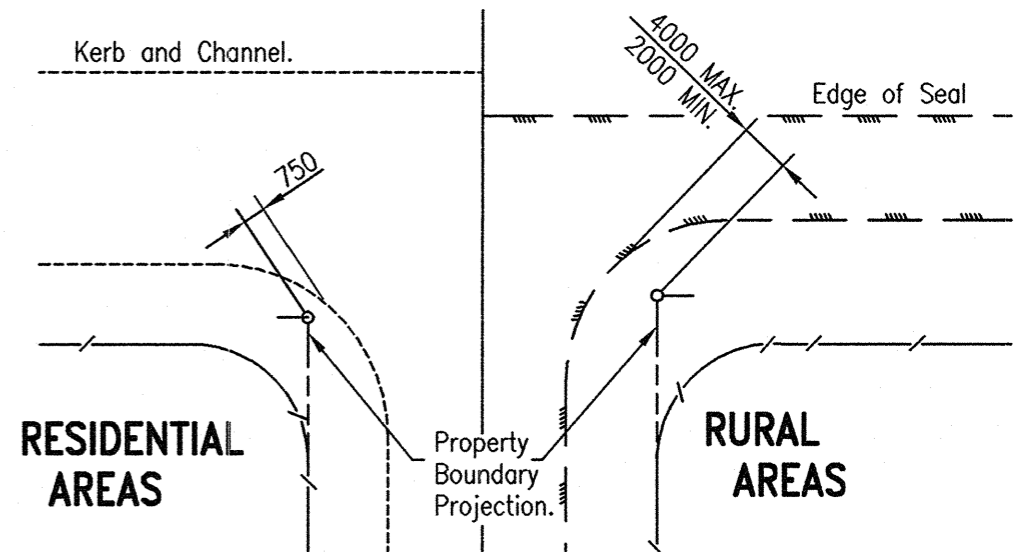 Kerb and Channel.
4000 MAX.
2000 MIN.
Edge of Seal
750
RESIDENTIAL
AREAS
Property
Boundary
Projection.
RURAL
AREAS